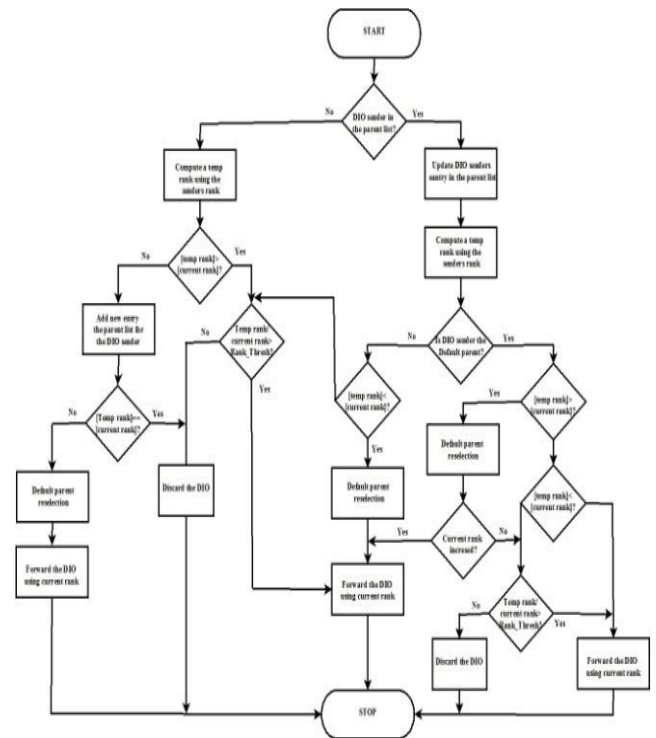 START
No
DIO sender in
the parent list?
Yes
Compute a temp
rank using the
senders rank
Update DIO senders
enntry in the parent list
Compute a temp
rank using the
senders rank
No
[temp rank]>
[current rank]?
Yes
Add new entry
the parent list for
the DIO sender
No
Temp rank/
current rank>
Rank_Thresh?
Yes
No
Is DIO sender the
Default parent?
Yes
No
[Temp rank]==
[current rank]?
Yes
[temp rank]<
[current rank]?
Yes
Yes
[temp rank]>
[current rank]?
Default parent
reselection
Discard the DIO
Default parent
reselection
Default parent
reselection
[temp rank]<
[current rank]?
Forward the DIO
using current rank
Forward the DIO
using current rank
Yes
Current rank
incresed?
No
No
Temp rank/
current rank>
Rank_Thresh?
Yes
Discard the DIO
Forward the DIO
using current rank
STOP